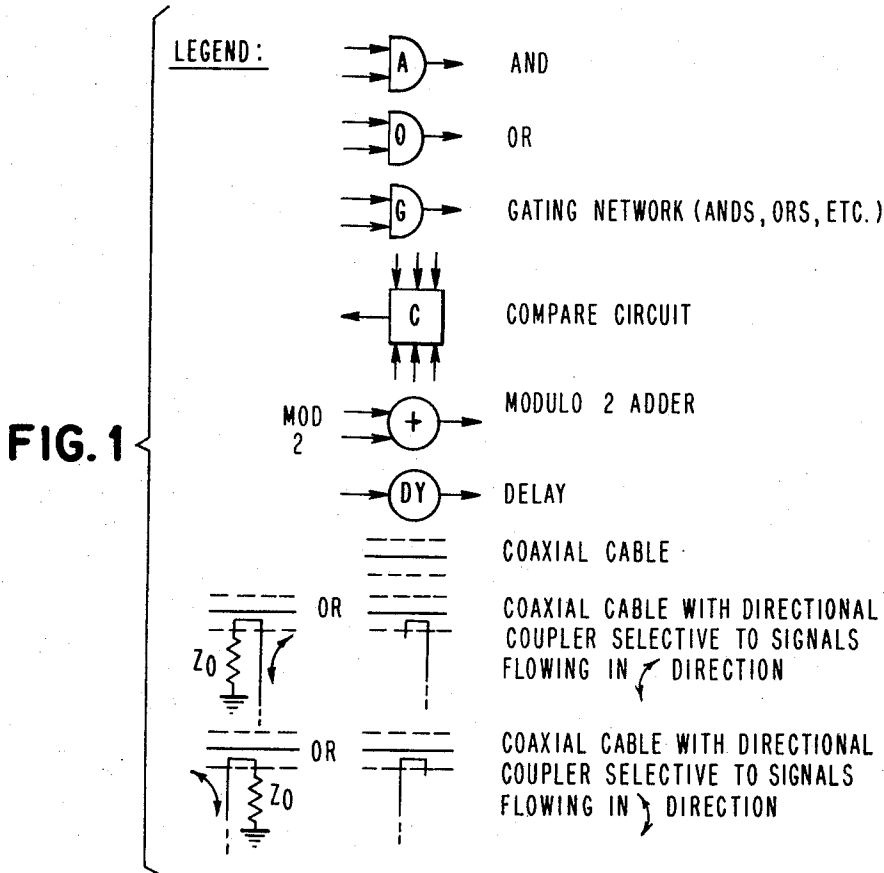 LEGEND:
A AND
O OR
G GATING NETWORK (ANDS, ORS, ETC.)
C COMPARE CIRCUIT
MOD 2 + MODULO 2 ADDER
FIG. 1
DY DELAY
COAXIAL CABLE
OR COAXIAL CABLE WITH DIRECTIONAL
COUPLER SELECTIVE TO SIGNALS
Z0 FLOWING IN DIRECTION
OR COAXIAL CABLE WITH DIRECTIONAL
COUPLER SELECTIVE TO SIGNALS
Z0 FLOWING IN DIRECTION